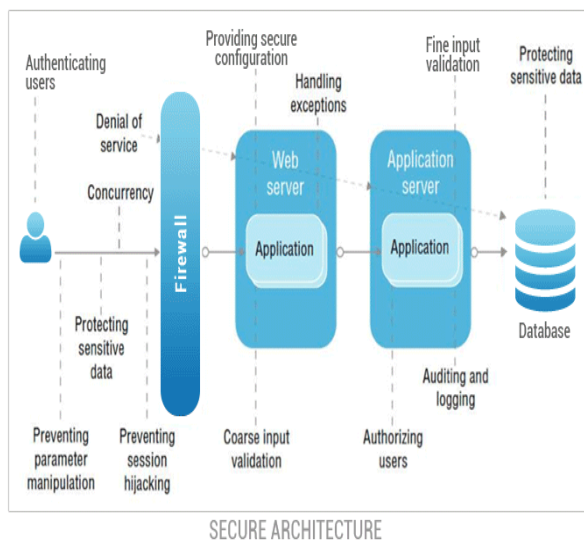 Providing secure
configuration
Fine input
validation
Protecting
sensitive data
Authenticating
users
Handling
exceptions
Denial of
service
Web
server
Application
server
Concurrency
Firewall
Application
Application
Database
Protecting
sensitive
data
Auditing and
logging
Preventing
parameter
manipulation
Preventing
session
hijacking
Coarse input
validation
Authorizing
users
SECURE ARCHITECTURE